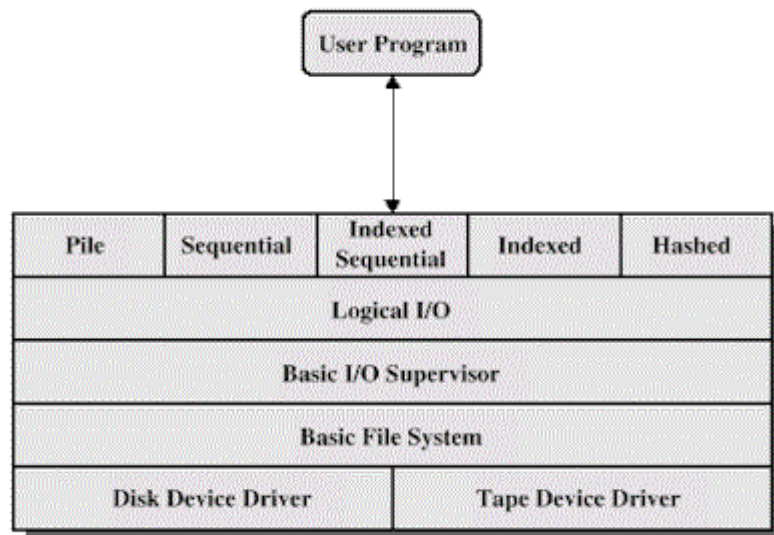 User Program
Pile
Sequential
Indexed
Sequential
Indexed
Hashed
Logical I/O
Basic I/O Supervisor
Basic File System
Disk Device Driver
Tape Device Driver